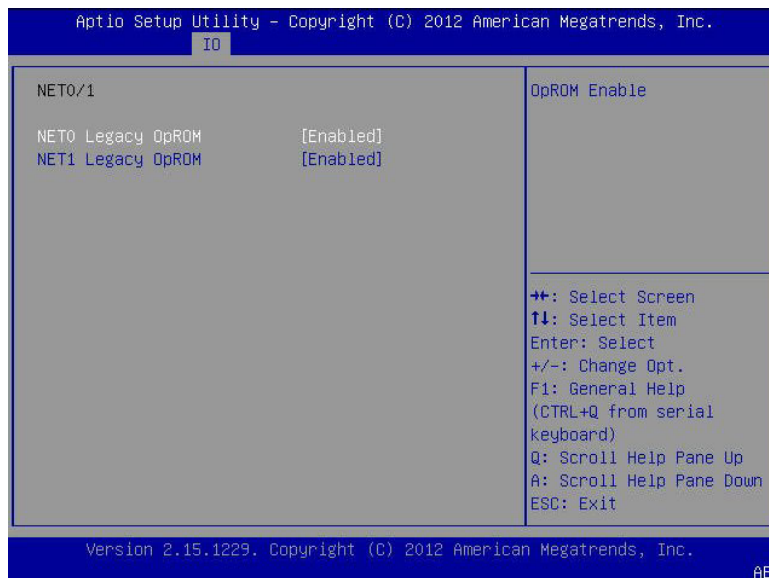 Aptio Setup Utility – Copyright (C) 2012 American Megatrends, Inc.
IO
NET0/1
NET0 Legacy OpROM [Enabled]
NET1 Legacy OpROM [Enabled]
OpROM Enable
→←: Select Screen
↑↓: Select Item
Enter: Select
+/-: Change Opt.
F1: General Help
(CTRL+Q from serial
keyboard)
Q: Scroll Help Pane Up
A: Scroll Help Pane Down
ESC: Exit
Version 2.15.1229. Copyright (C) 2012 American Megatrends, Inc.